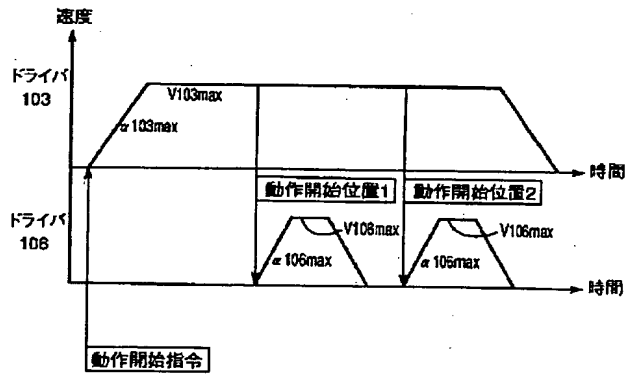 速度
ドライバ
103
V103max
α103max
時間
動作開始位置1
動作開始位置2
ドライバ
106
V106max
V106max
α106max
α106max
時間
動作開始指令